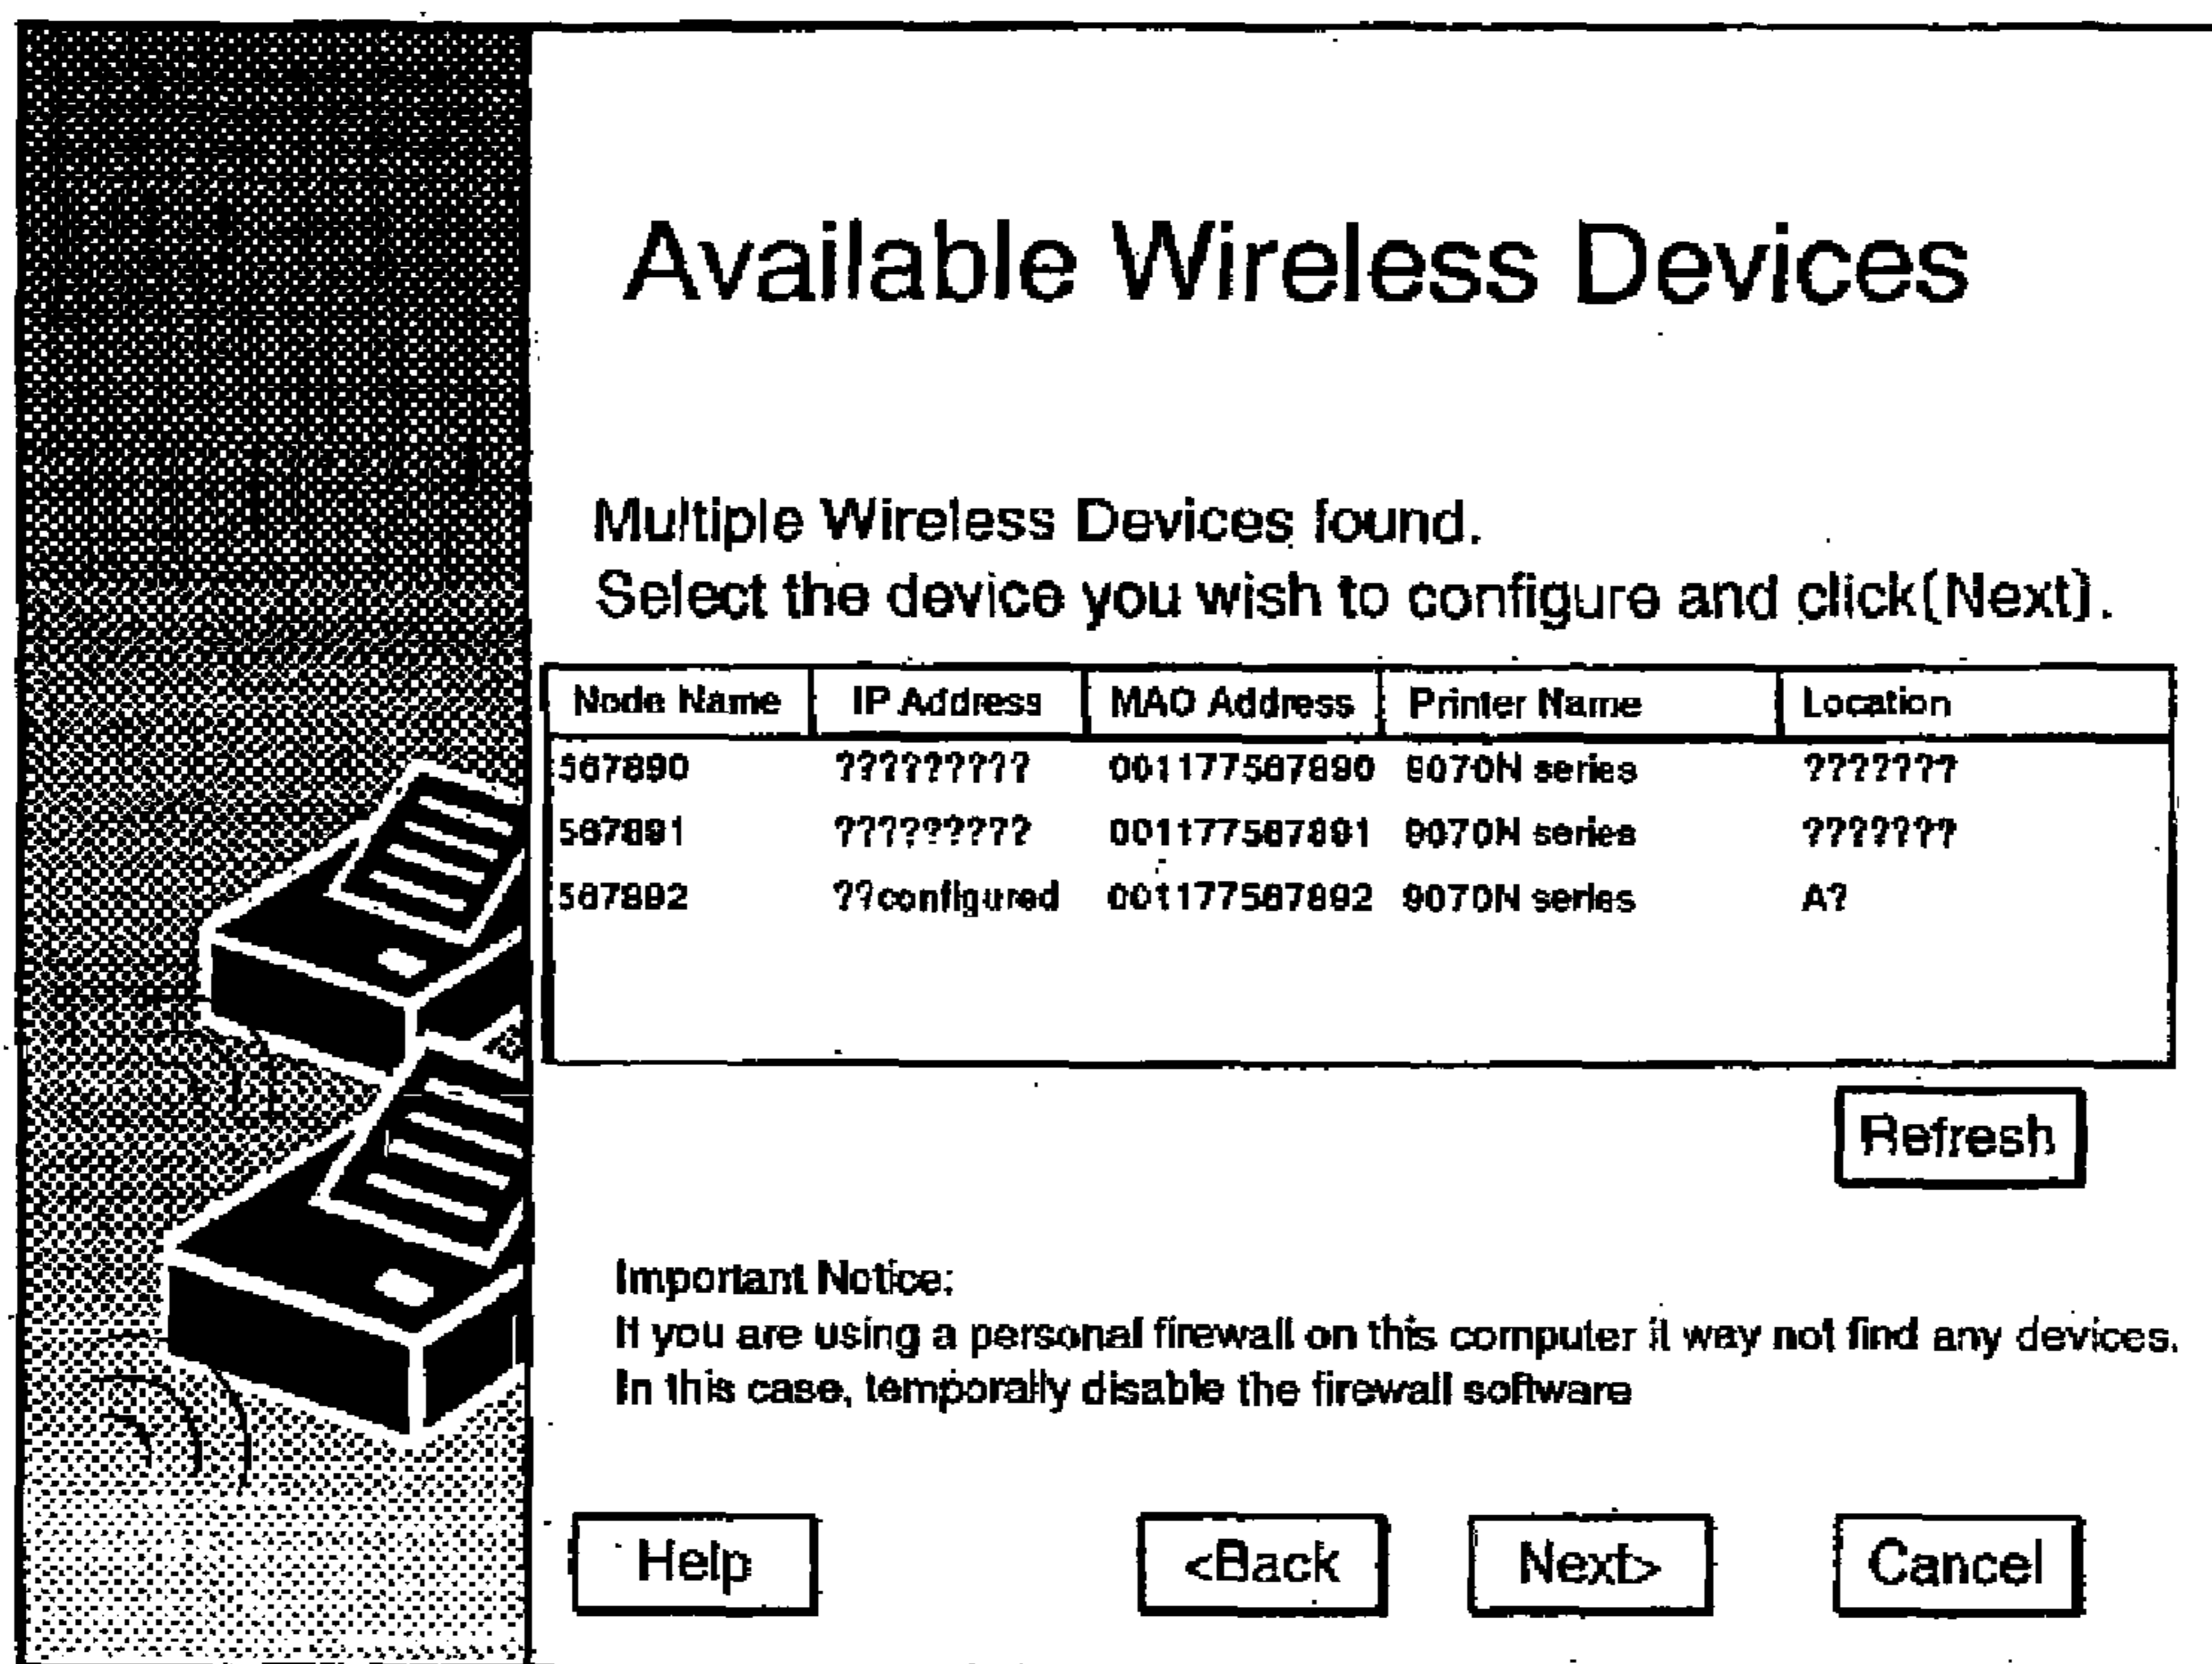 Available Wireless Devices
Multiple Wireless Devices found.
Select the device you wish to configure and click[Next].
Node Name IP Address MAO Address Printer Name Location
567890 ????????? 001177567890 9070N series ???????
567891 ????????? 001177567891 9070N series ???????
567892 ??configured 001177567892 9070N series A?
Refresh
Important Notice:
If you are using a personal firewall on this computer it way not find any devices.
In this case, temporally disable the firewall software
Help <Back Next> Cancel